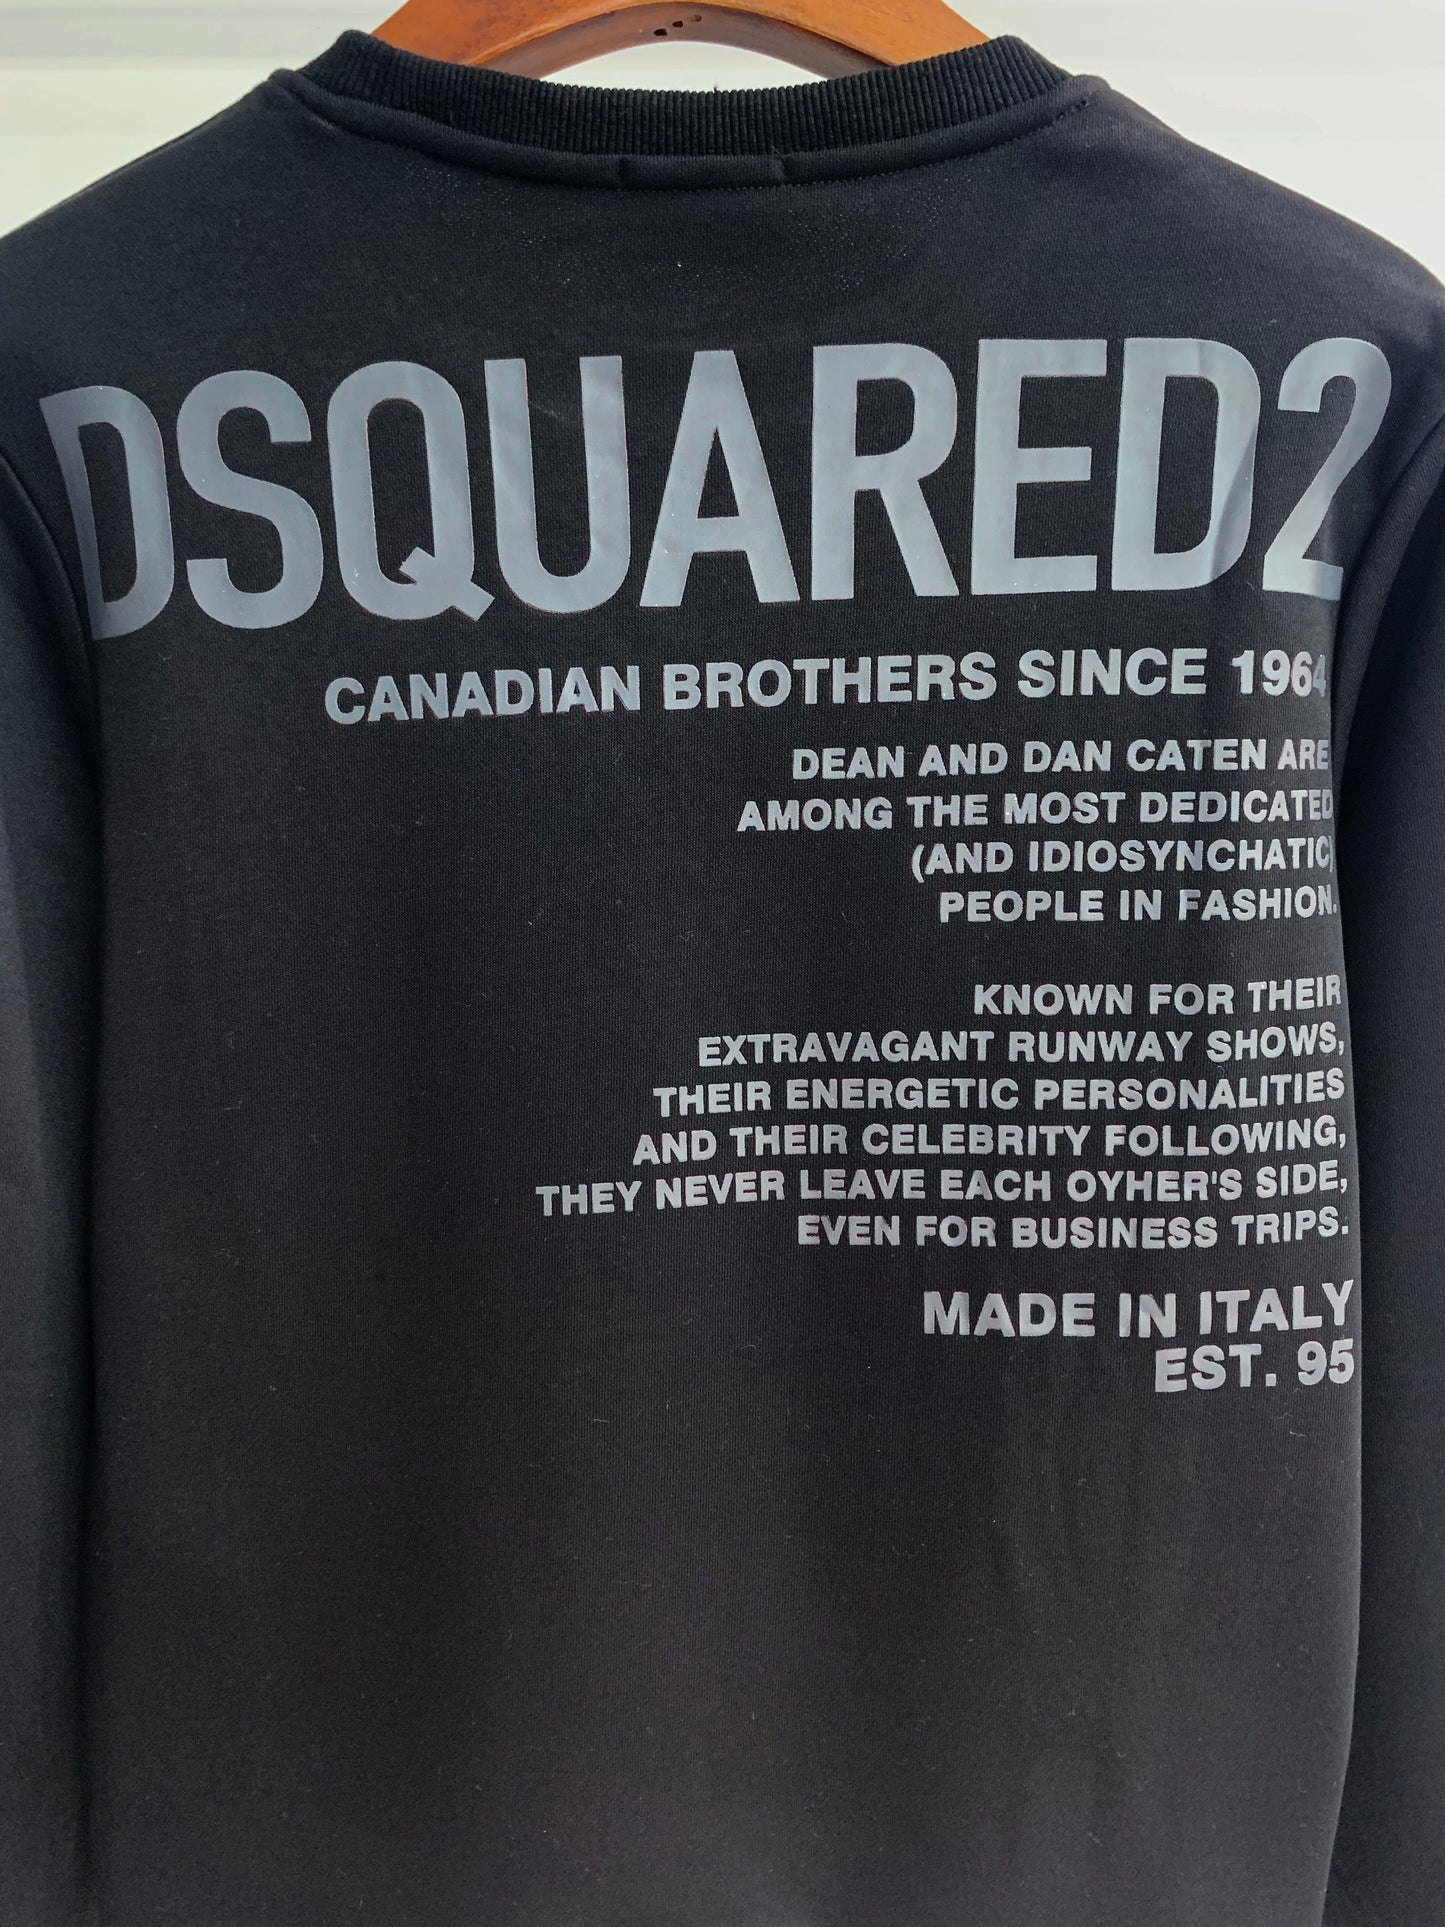 DSQUARED2
CANADIAN BROTHERS SINCE 1964
DEAN AND DAN CATEN ARE
AMONG THE MOST DEDICATED
(AND IDIOSYNCHATIC)
PEOPLE IN FASHION.
KNOWN FOR THEIR
EXTRAVAGANT RUNWAY SHOWS,
THEIR ENERGETIC PERSONALITIES
AND THEIR CELEBRITY FOLLOWING,
THEY NEVER LEAVE EACH OYHER'S SIDE,
EVEN FOR BUSINESS TRIPS.
MADE IN ITALY
EST. 95